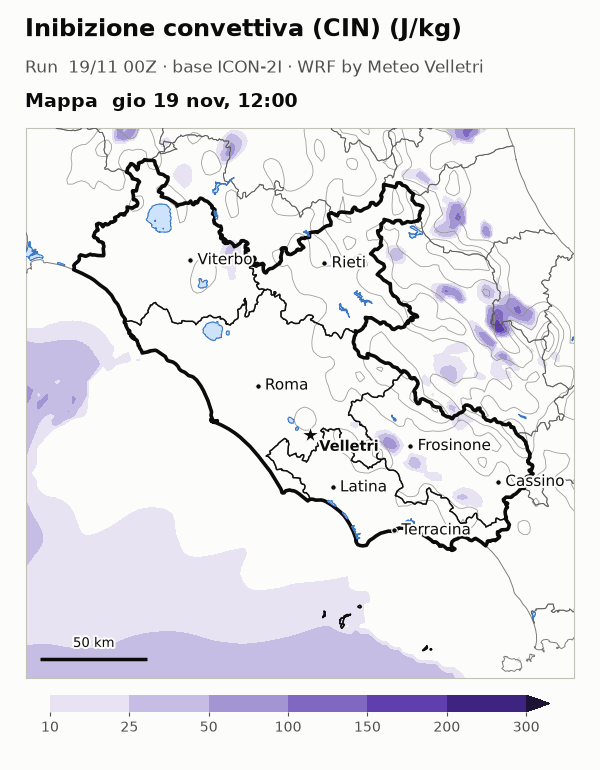 Inibizione convettiva (CIN) (J/kg)
Run 19/11 00Z · base ICON-2I · WRF by Meteo Velletri
Mappa gio 19 nov, 12:00
Viterbo
Rieti
Roma
Velletri
Frosinone
Latina
Cassino
Terracina
50 km
10 25 50 100 150 200 300